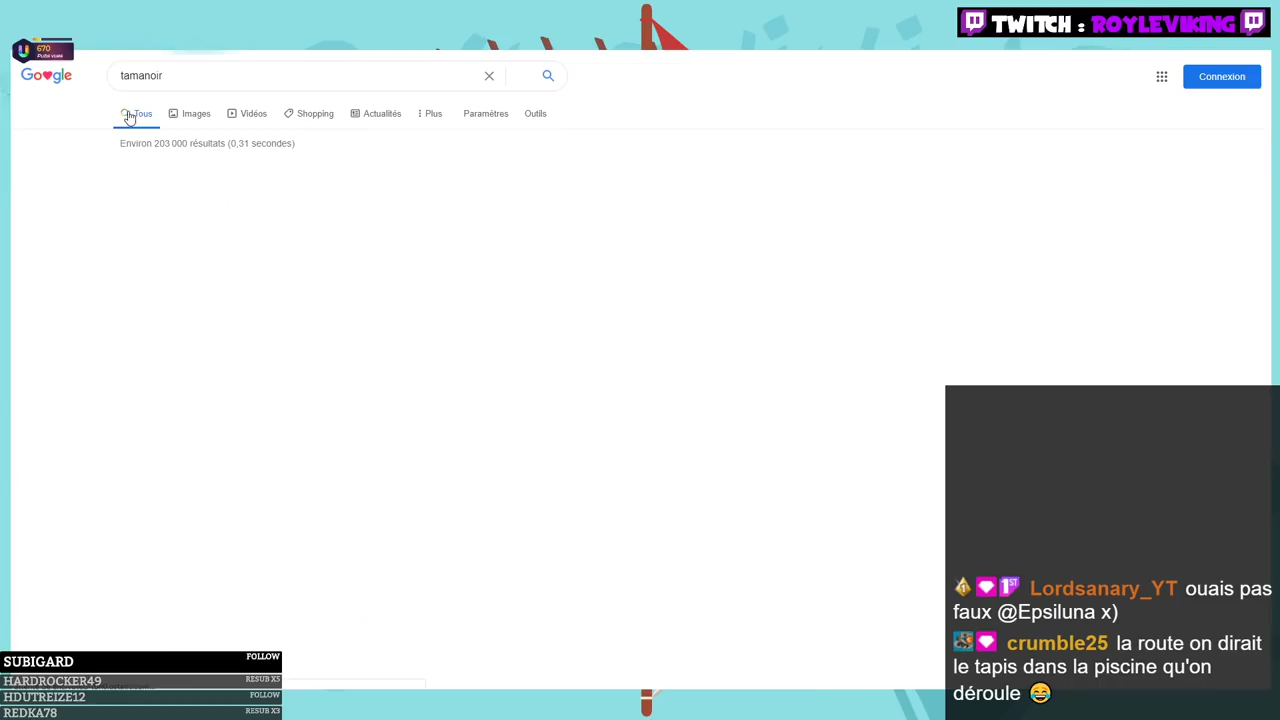 TWITCH : ROYLEVIKING
670
Google
tamanoir
Connexion
Tous Images Vidéos Shopping Actualités Plus Paramètres Outils
Environ 203 000 résultats (0,31 secondes)
1ST Lordsanary_YT ouais pas
faux @Epsiluna x)
crumble25 la route on dirait
le tapis dans la piscine qu'on
déroule 😂
SUBIGARD FOLLOW
HARDROCKER49 RESUB X5
HDUTREIZE12 FOLLOW
REDKA78 RESUB X3